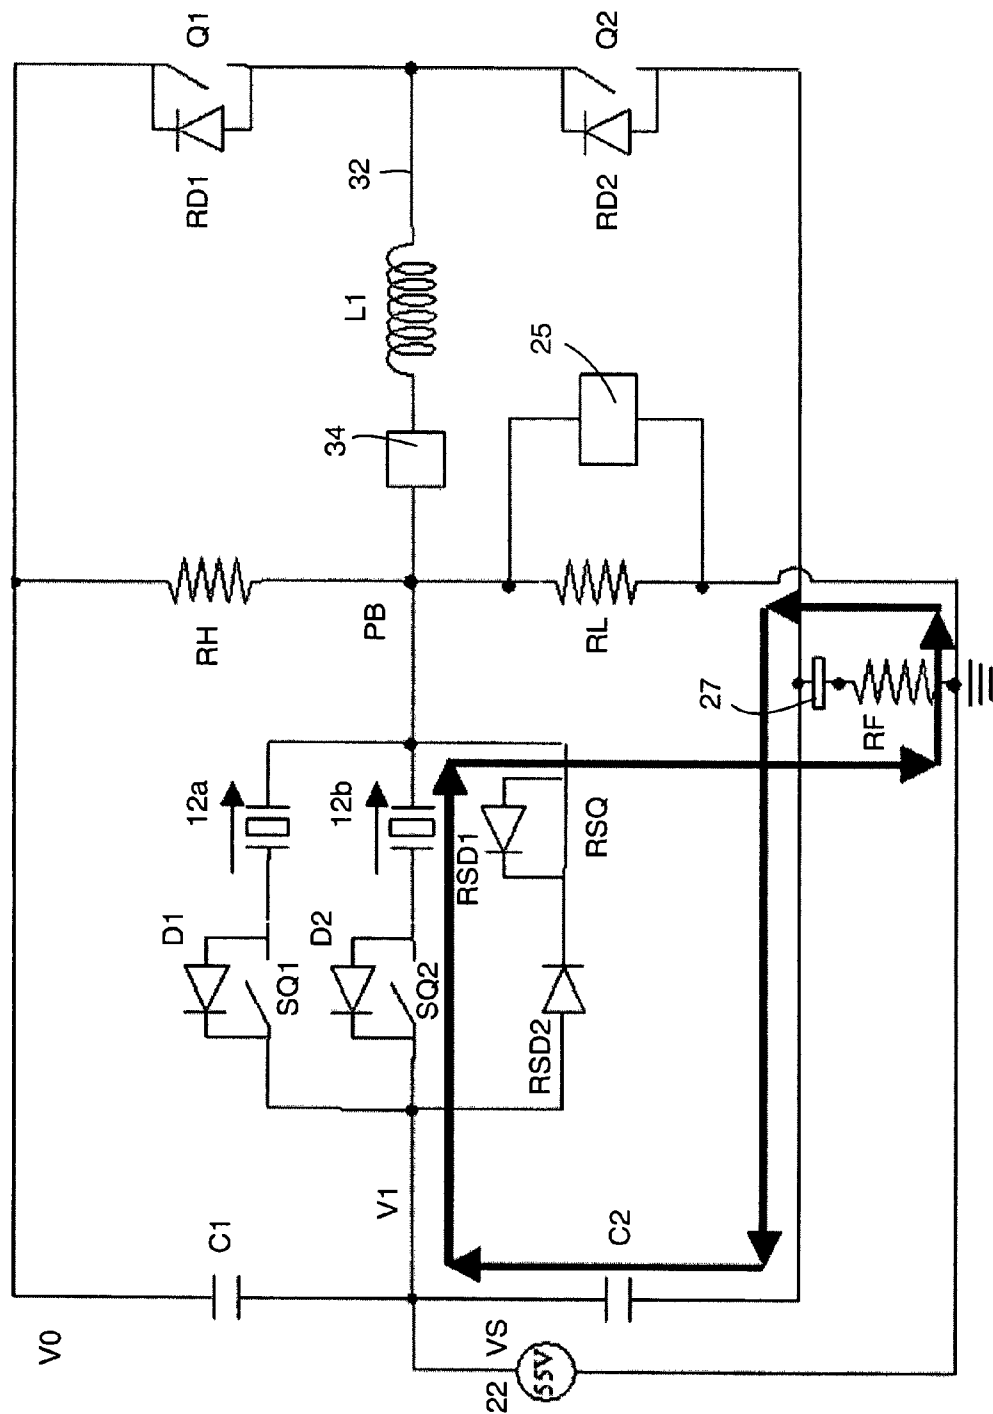 V0
C1
V1
C2
VS
22
55V
D1
SQ1
12a
D2
SQ2
12b
RSD1
RSD2
RSQ
RH
PB
RL
27
RF
34
25
L1
32
Q1
RD1
Q2
RD2